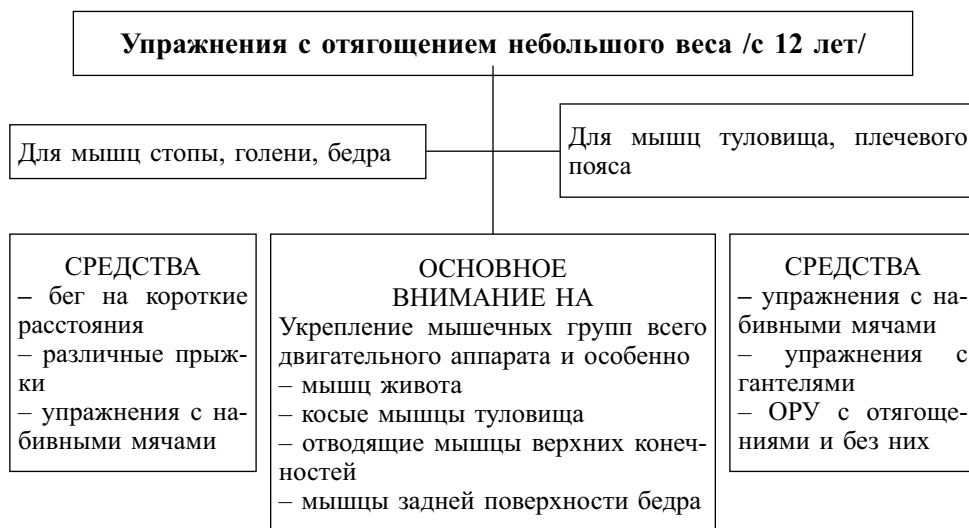 Упражнения с отягощением небольшого веса /с 12 лет/
Для мышц стопы, голени, бедра
Для мышц туловища, плечевого
пояса
СРЕДСТВА
– бег на короткие
расстояния
– различные прыж-
ки
– упражнения с на-
бивными мячами
ОСНОВНОЕ
ВНИМАНИЕ НА
Укрепление мышечных групп всего
двигательного аппарата и особенно
– мышц живота
– косые мышцы туловища
– отводящие мышцы верхних конеч-
ностей
– мышцы задней поверхности бедра
СРЕДСТВА
– упражнения с на-
бивными мячами
– упражнения с
гантелями
– ОРУ с отягоще-
ниями и без них